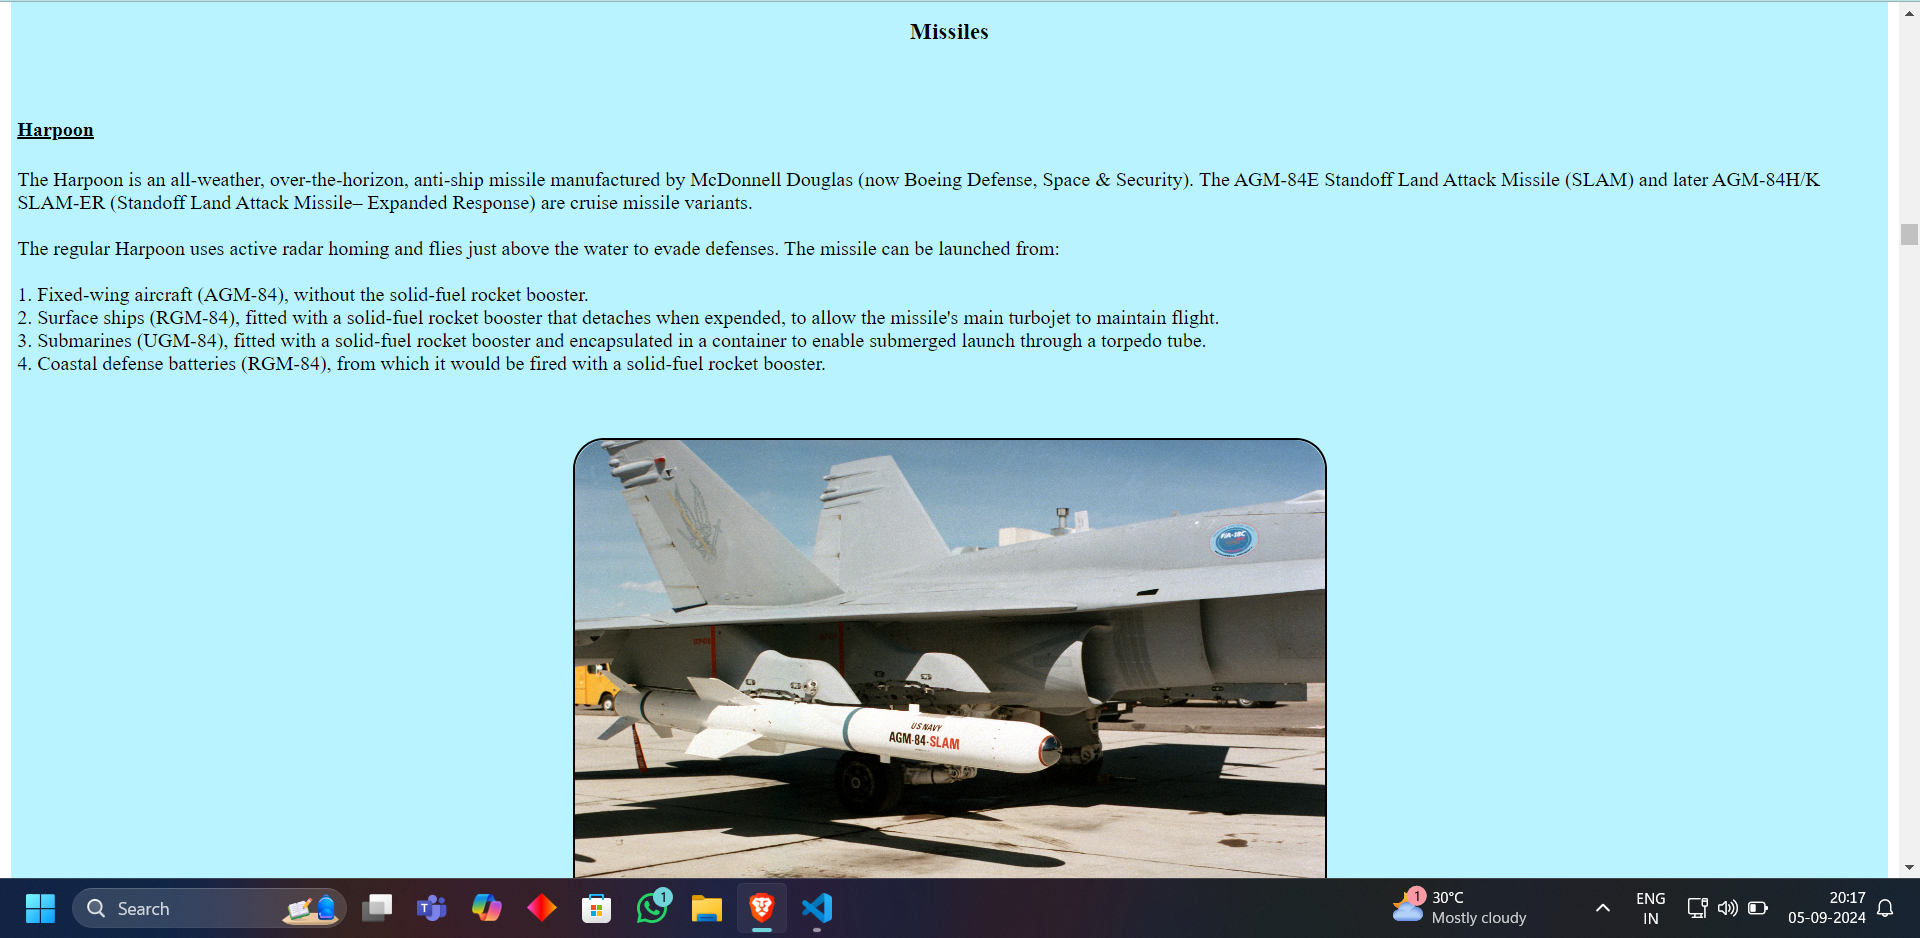 Missiles
Harpoon
The Harpoon is an all-weather, over-the-horizon, anti-ship missile manufactured by McDonnell Douglas (now Boeing Defense, Space & Security). The AGM-84E Standoff Land Attack Missile (SLAM) and later AGM-84H/K
SLAM-ER (Standoff Land Attack Missile– Expanded Response) are cruise missile variants.
The regular Harpoon uses active radar homing and flies just above the water to evade defenses. The missile can be launched from:
1. Fixed-wing aircraft (AGM-84), without the solid-fuel rocket booster.
2. Surface ships (RGM-84), fitted with a solid-fuel rocket booster that detaches when expended, to allow the missile's main turbojet to maintain flight.
3. Submarines (UGM-84), fitted with a solid-fuel rocket booster and encapsulated in a container to enable submerged launch through a torpedo tube.
4. Coastal defense batteries (RGM-84), from which it would be fired with a solid-fuel rocket booster.
F/A-18C
US NAVY
AGM-84-SLAM
Search
1
1
30°C
Mostly cloudy
ENG
IN
20:17
05-09-2024